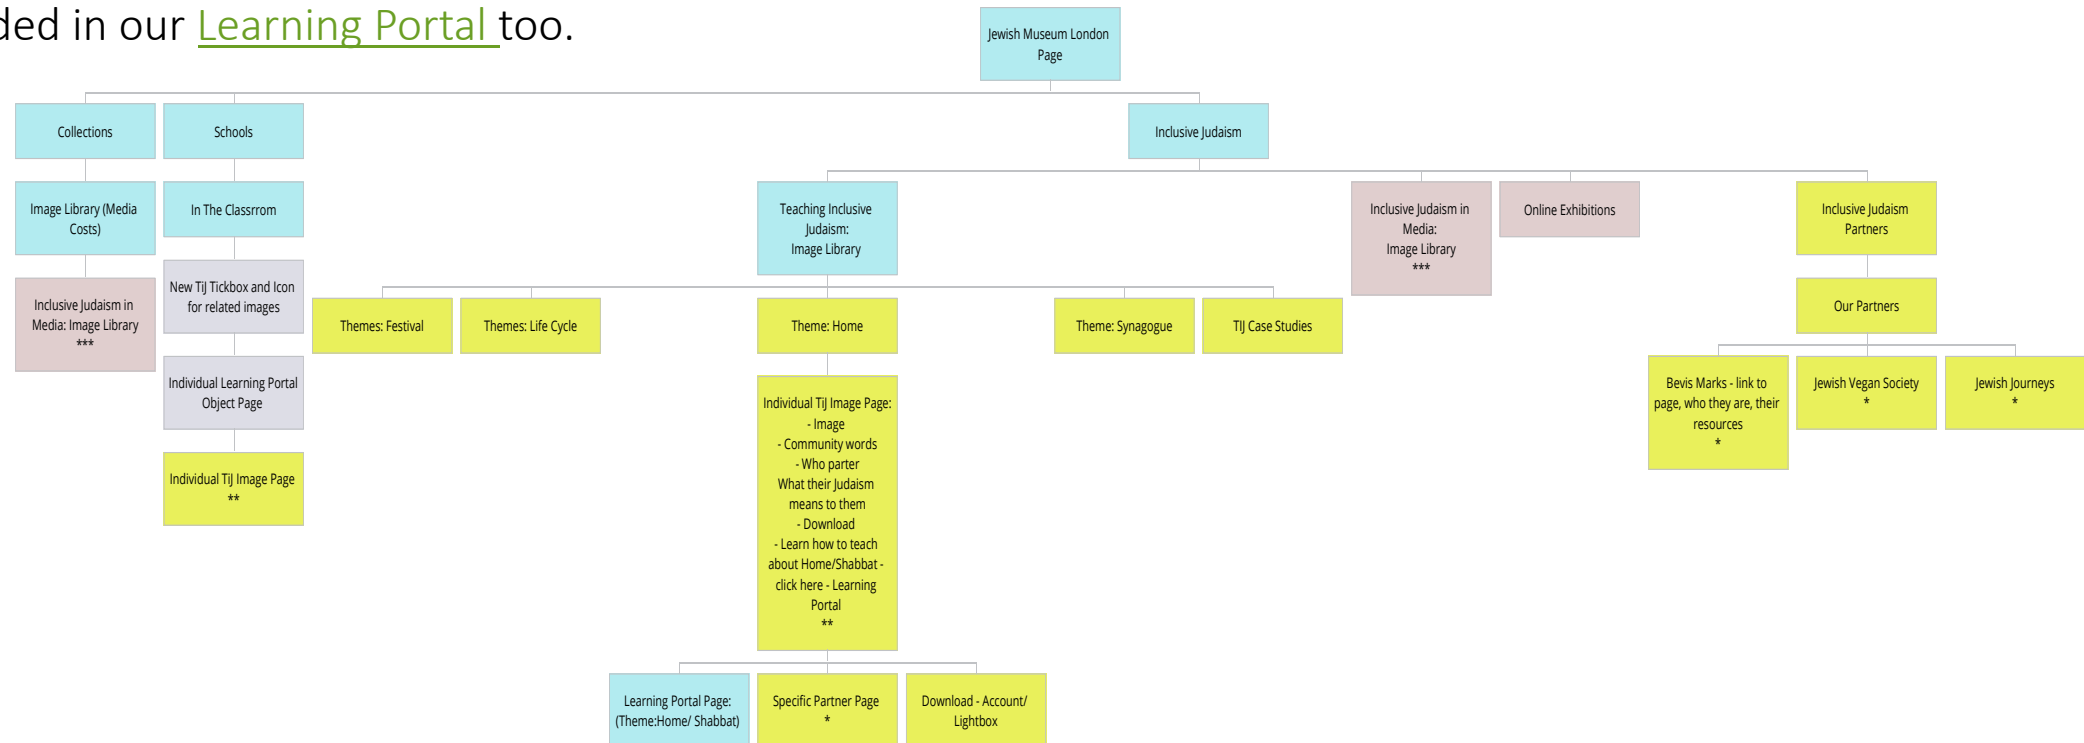 ded in our Learning Portal too.
Jewish Museum London
Page
Collections
Schools
Inclusive Judaism
Image Library (Media
Costs)
In The Classrrom
Teaching Inclusive
Judaism:
Image Library
Inclusive Judaism in
Media:
Image Library
***
Online Exhibitions
Inclusive Judaism
Partners
Inclusive Judaism in
Media: Image Library
***
New TiJ Tickbox and Icon
for related images
Themes: Festival
Themes: Life Cycle
Theme: Home
Theme: Synagogue
TIJ Case Studies
Our Partners
Individual Learning Portal
Object Page
Individual TiJ Image Page:
- Image
- Community words
- Who parter
What their Judaism
means to them
- Download
- Learn how to teach
about Home/Shabbat -
click here - Learning
Portal
**
Bevis Marks - link to
page, who they are, their
resources
*
Jewish Vegan Society
*
Jewish Journeys
*
Individual TiJ Image Page
**
Learning Portal Page:
(Theme:Home/ Shabbat)
Specific Partner Page
*
Download - Account/
Lightbox